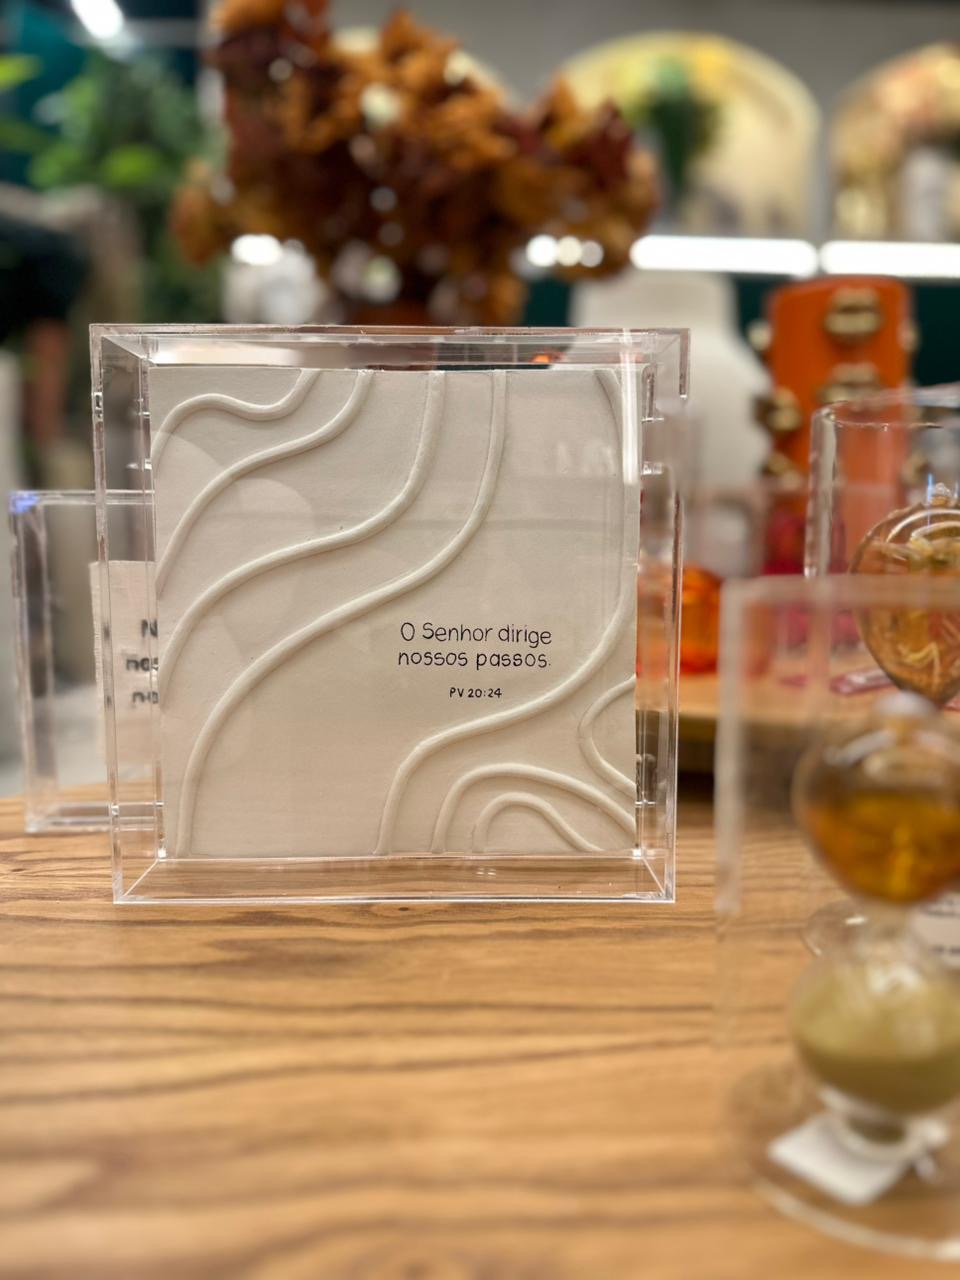 O Senhor dirige
nossos passos.
PV 20:24